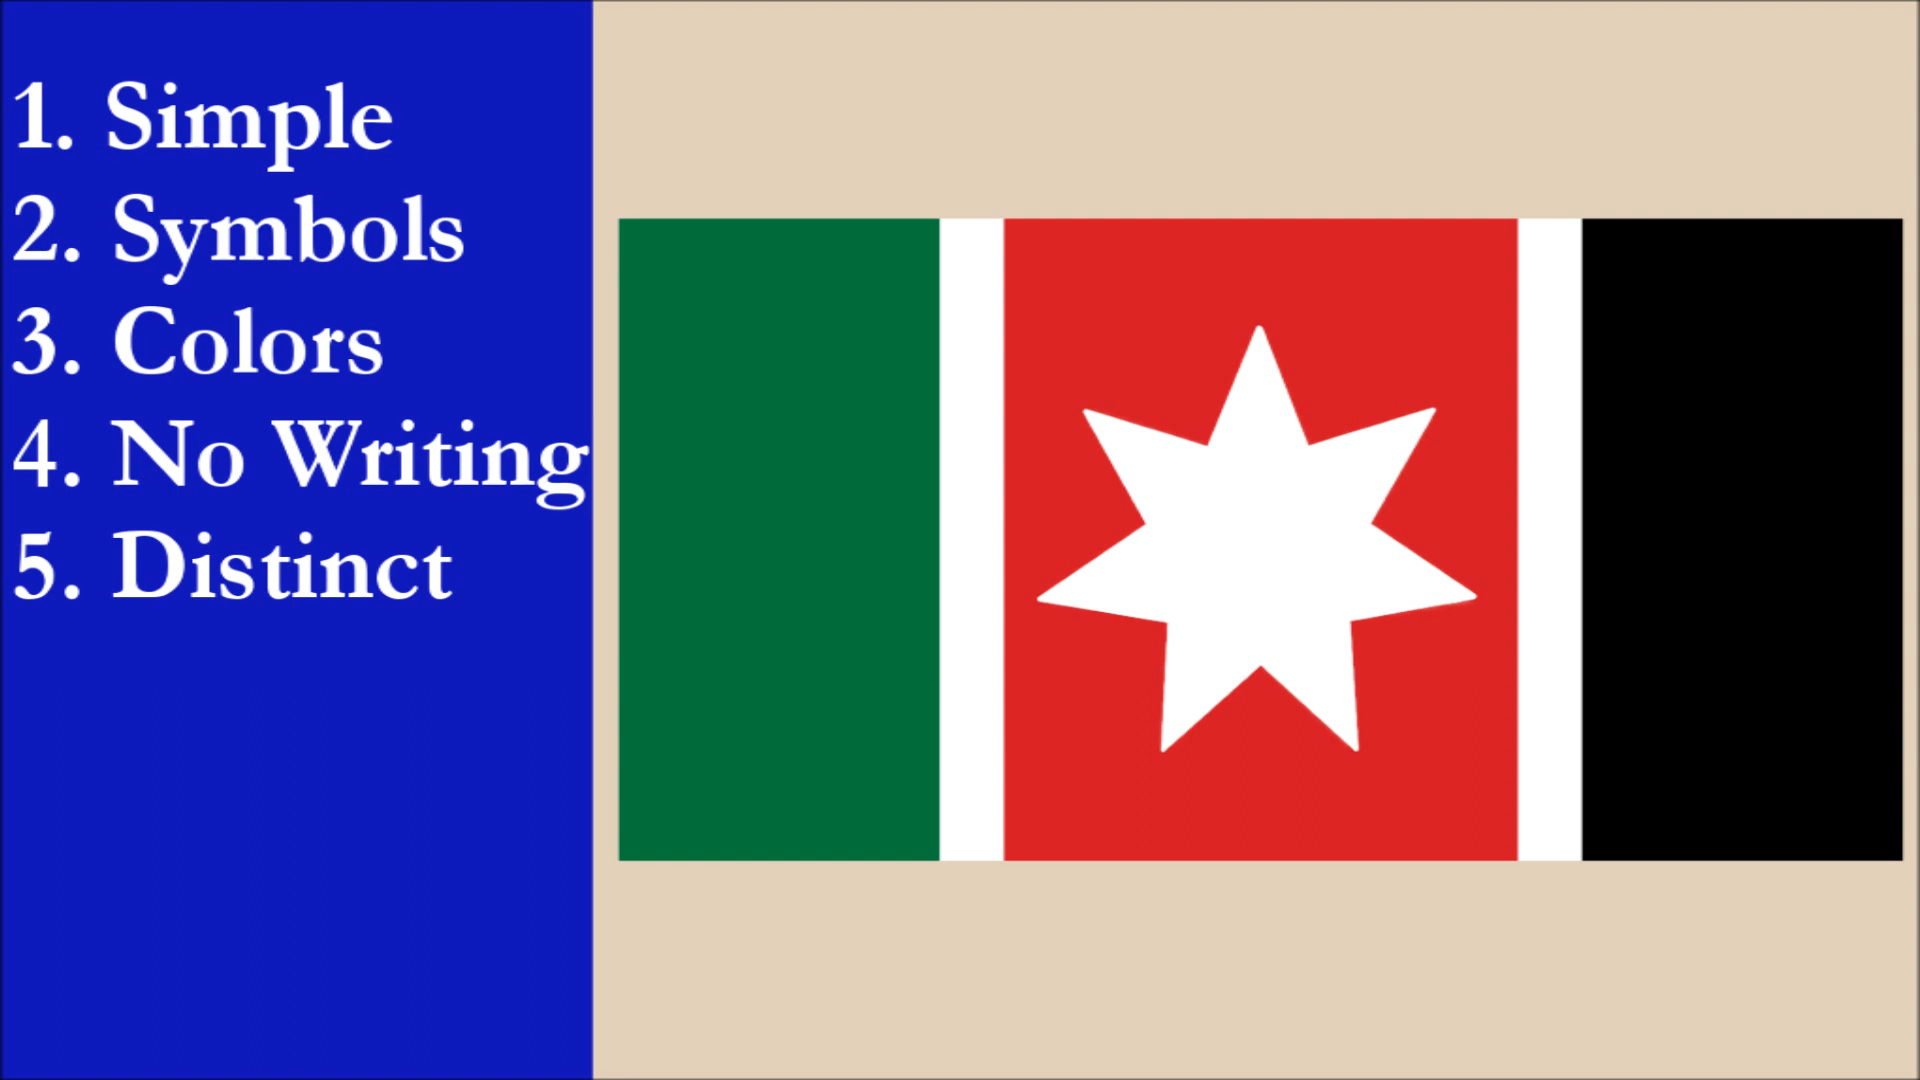 1. Simple
2. Symbols
3. Colors
4. No Writing
5. Distinct